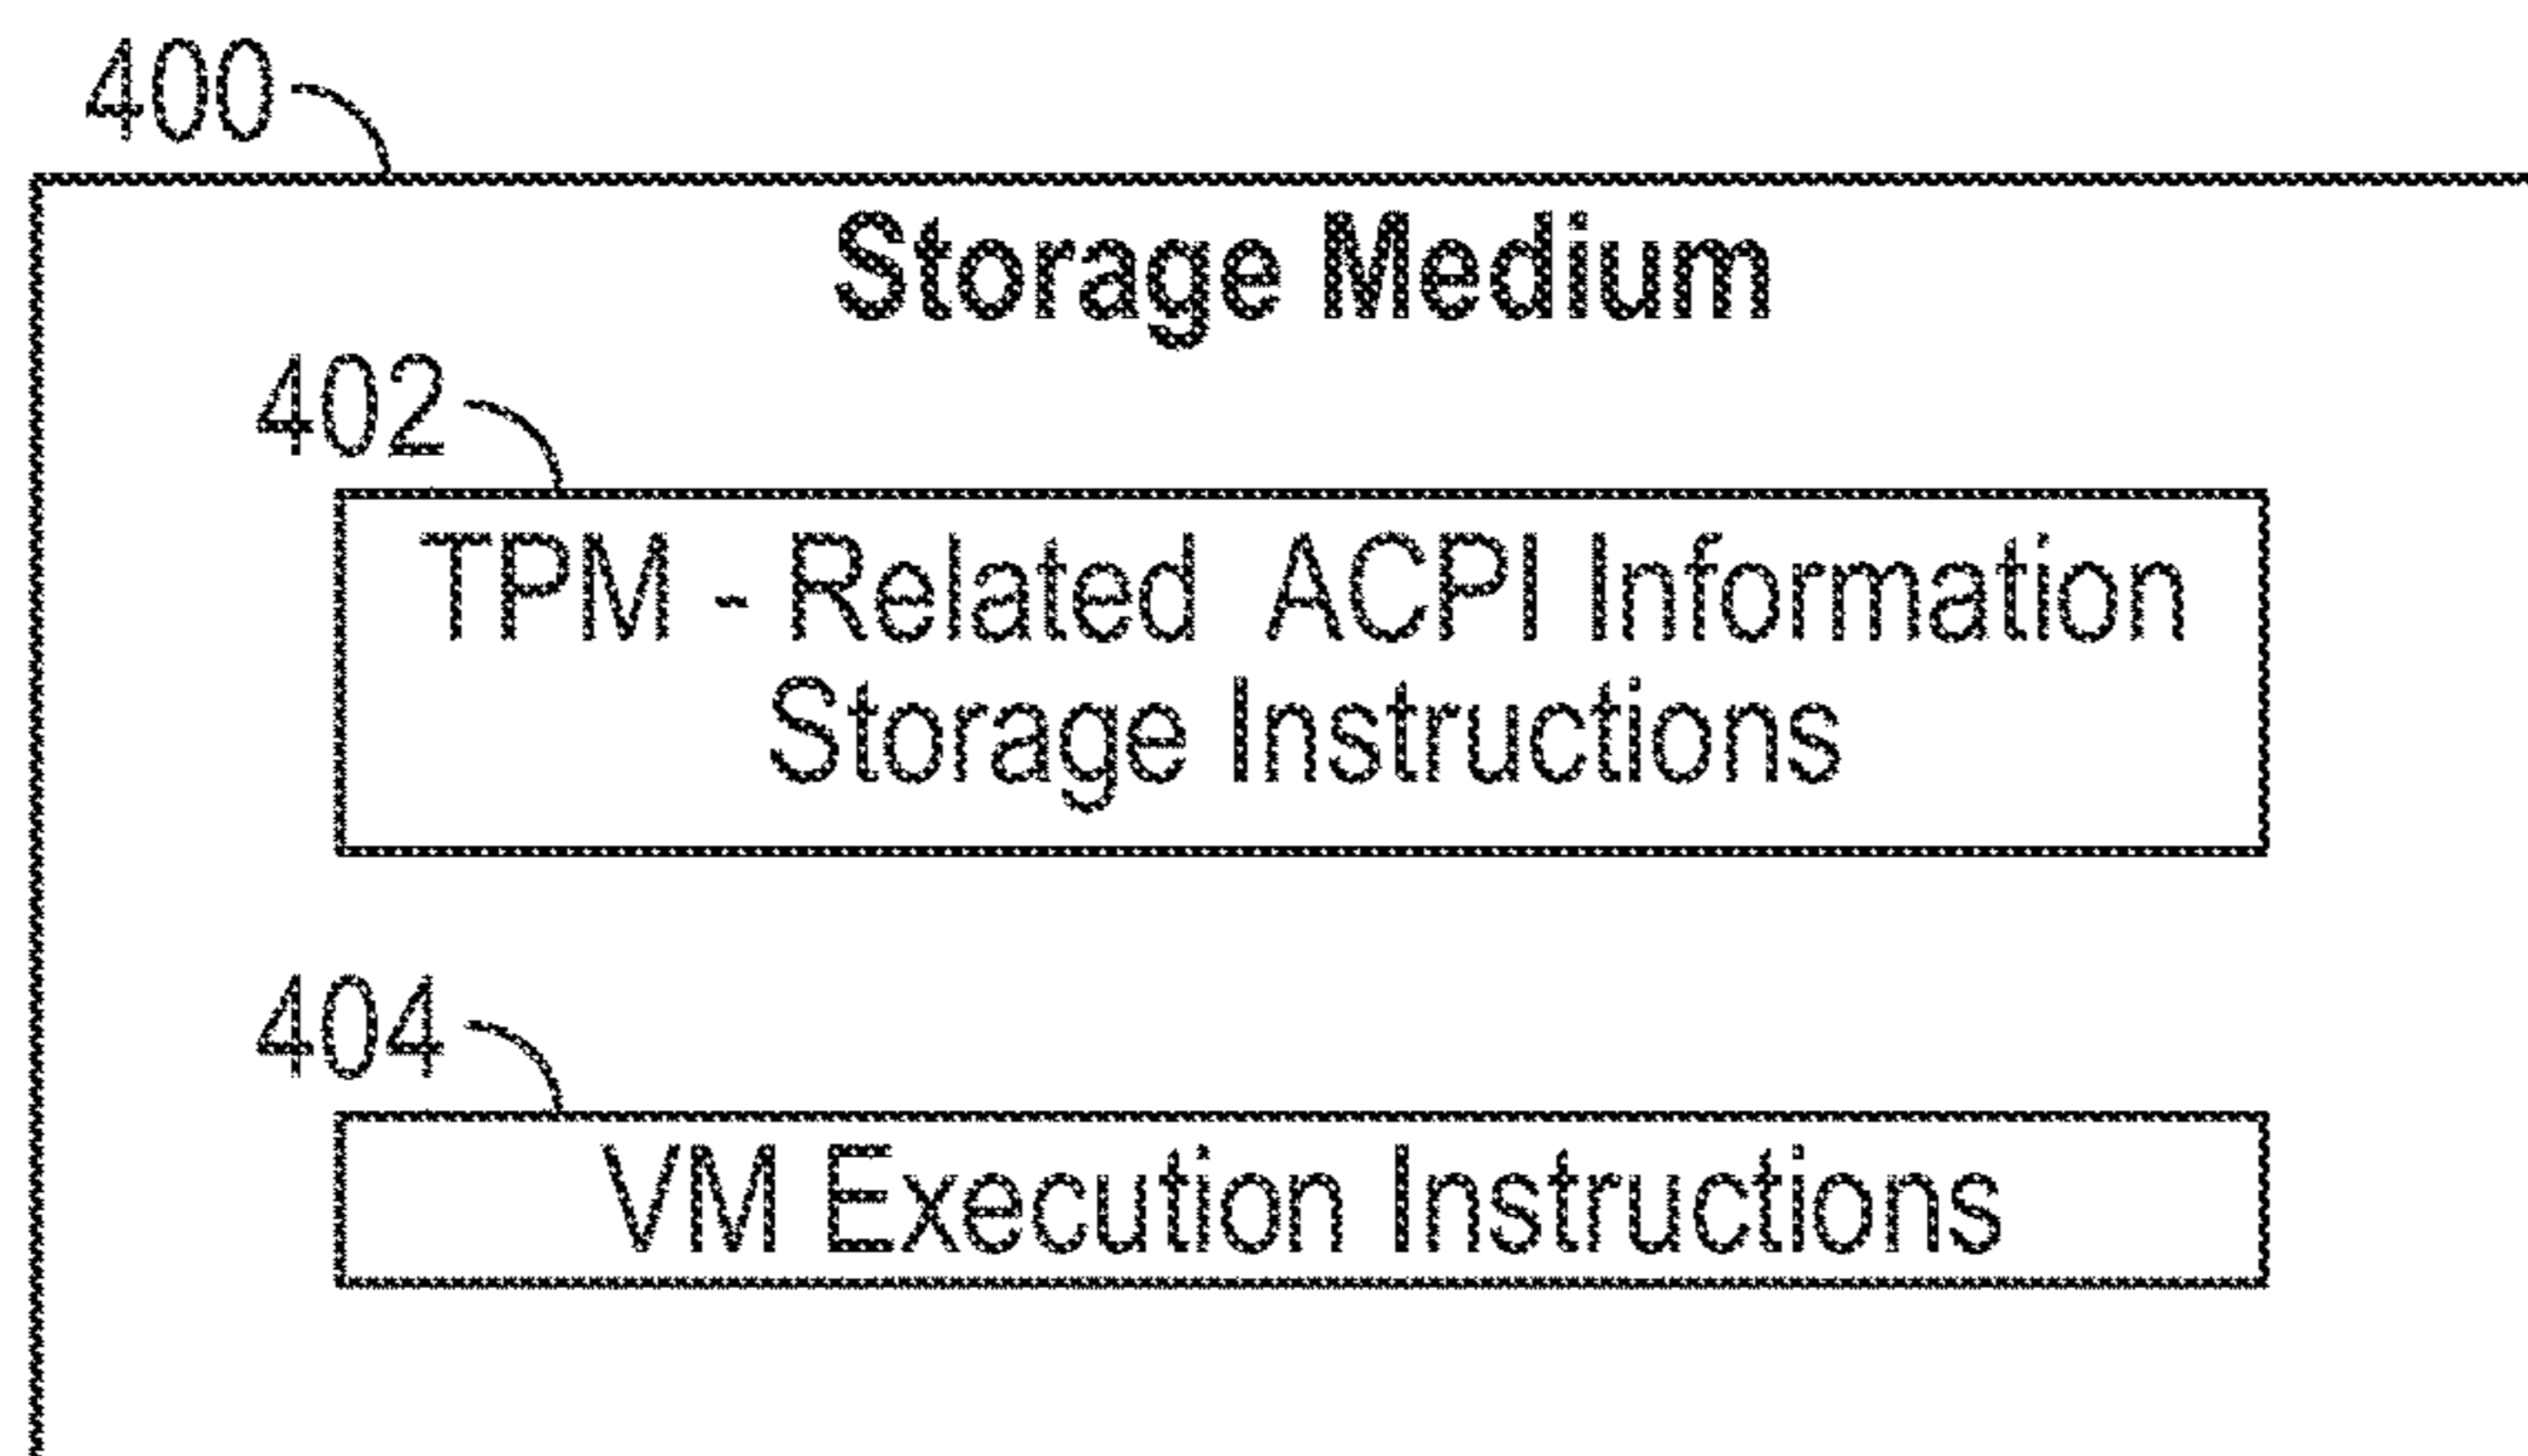 400
Storage Medium
402
TPM - Related ACPI Information
Storage Instructions
404
VM Execution Instructions